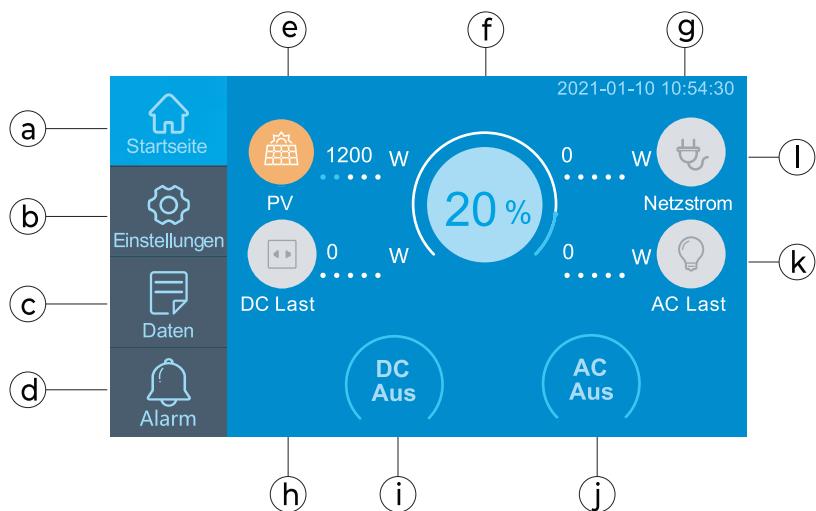 e
f
g
2021-01-10 10:54:30
a
Startseite
1200 W
PV
20 %
0 W
Netzstrom
l
b
Einstellungen
0 W
DC Last
0 W
AC Last
k
c
Daten
d
Alarm
DC
Aus
AC
Aus
h
i
j